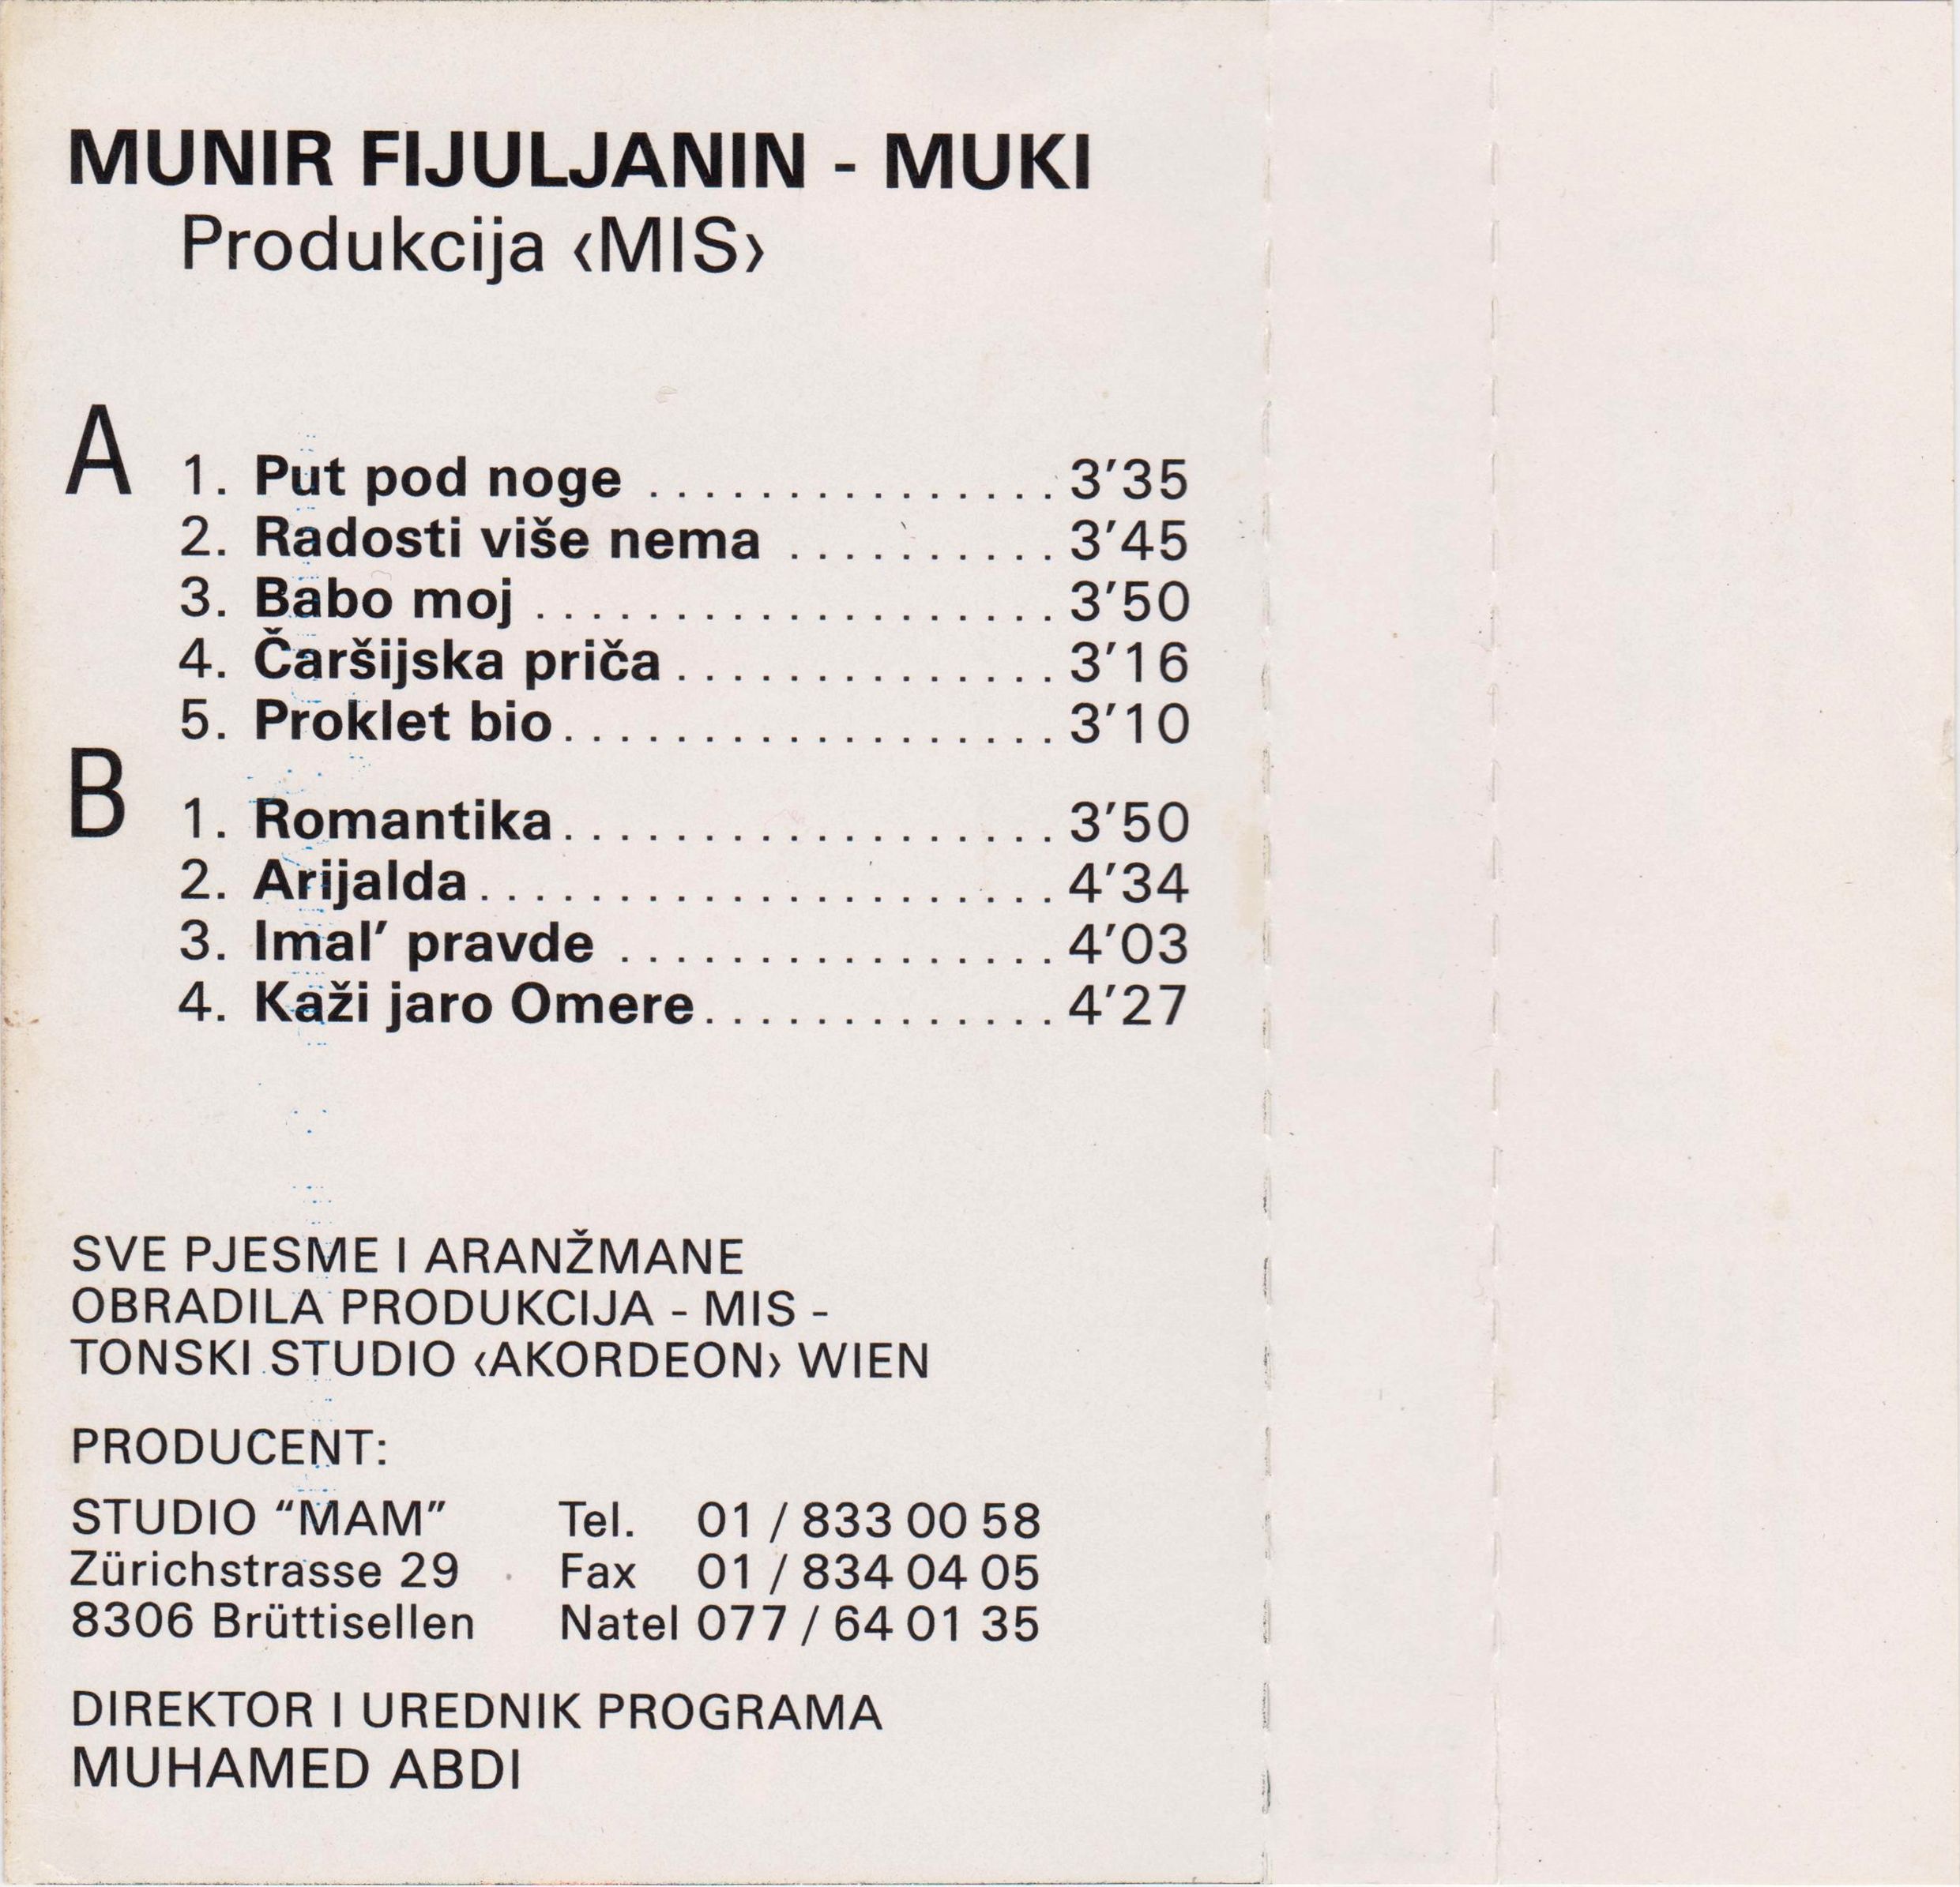 MUNIR FIJULJANIN - MUKI
Produkcija ‹MIS›
A
1. Put pod noge ............... 3’35
2. Radosti više nema .......... 3’45
3. Babo moj ................... 3’50
4. Čaršijska priča .............. 3’16
5. Proklet bio .................. 3’10
B
1. Romantika .................. 3’50
2. Arijalda ..................... 4’34
3. Imal’ pravde ................ 4’03
4. Kaži jaro Omere ............. 4’27
SVE PJESME I ARANŽMANE
OBRADILA PRODUKCIJA - MIS -
TONSKI STUDIO ‹AKORDEON› WIEN
PRODUCENT:
STUDIO “MAM” Tel. 01 / 833 00 58
Zürichstrasse 29 Fax 01 / 834 04 05
8306 Brüttisellen Natel 077 / 64 01 35
DIREKTOR I UREDNIK PROGRAMA
MUHAMED ABDI